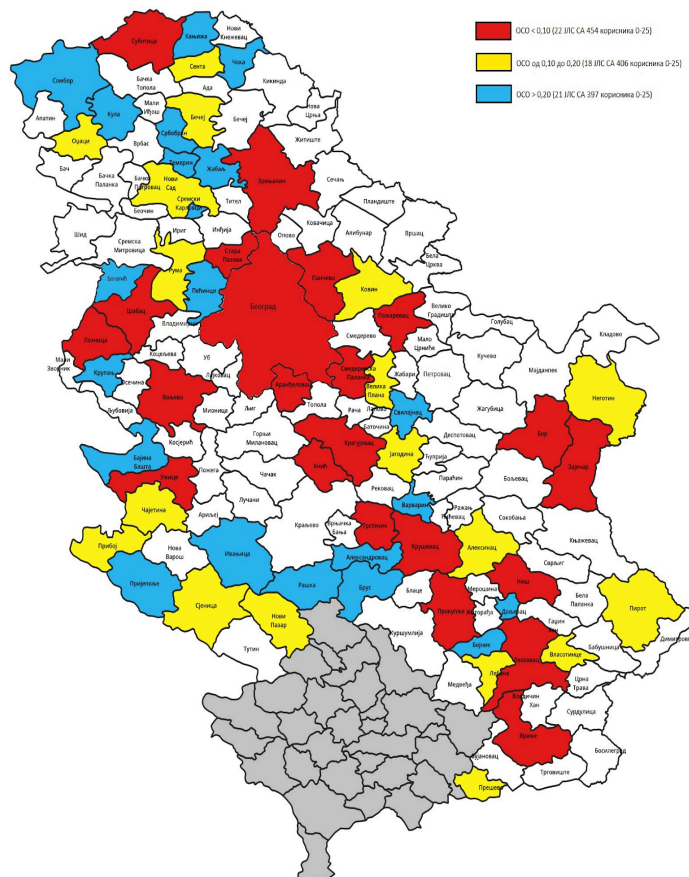 ОСО < 0,10 (22 ЈЛС СА 454 корисника 0-25)
ОСО од 0,10 до 0,20 (18 ЈЛС СА 406 корисника 0-25)
ОСО > 0,20 (21 ЈЛС СА 397 корисника 0-25)
Суботица
Кањижа
Нови
Кнежевац
Сента
Чока
Сомбор
Бачка
Топола
Ада
Кикинда
Апатин
Кула
Мали
Иђош
Бечеј
Бечеј
Нова
Црња
Оџаци
Србобран
Врбас
Житиште
Бач
Бачка
Паланка
Темерин
Жабаљ
Зрењанин
Сечањ
Бачки
Петровац
Нови
Сад
Сремски
Карловци
Тител
Пландиште
Беочин
Шид
Сремска
Митровица
Ириг
Инђија
Опово
Ковачица
Алибунар
Вршац
Бела
Црква
Рума
Стара
Пазова
Панчево
Ковин
Богатић
Пећинци
Шабац
Београд
Пожаревац
Велико
Градиште
Голубац
Лозница
Владимирци
Смедерево
Мало
Црниће
Кладово
Мали
Зворник
Коцељева
Уб
Лајковац
Смедеревска
Паланка
Жабари
Петровац
Кучево
Мајданпек
Крупањ
Осечина
Велика
Плана
Неготин
Љубовија
Ваљево
Мионица
Љиг
Аранђеловац
Топола
Рача
Лапово
Свилајнац
Жагубица
Баточина
Косјерић
Горњи
Милановац
Крагујевац
Деспотовац
Бор
Бајина
Башта
Пожега
Чачак
Кнић
Јагодина
Ћуприја
Зајечар
Ужице
Рековац
Параћин
Бољевац
Чајетина
Ариље
Лучани
Варварин
Краљево
Врњачка
Бања
Трстеник
Ражањ
Ћићевац
Сокобања
Књажевац
Прибој
Нова
Варош
Ивањица
Александровац
Крушевац
Алексинац
Сврљиг
Пријепоље
Рашка
Брус
Блаце
Мерошина
Ниш
Бела
Паланка
Сјеница
Нови
Пазар
Прокупље
Житорађа
Дољевац
Гаџин
Хан
Пирот
Тутин
Куршумлија
Бојник
Лесковац
Власотинце
Бабушница
Димитровград
Медвеђа
Лебане
Црна
Трава
Владичин
Хан
Сурдулица
Врање
Босилеград
Бујановац
Трговиште
Прешево